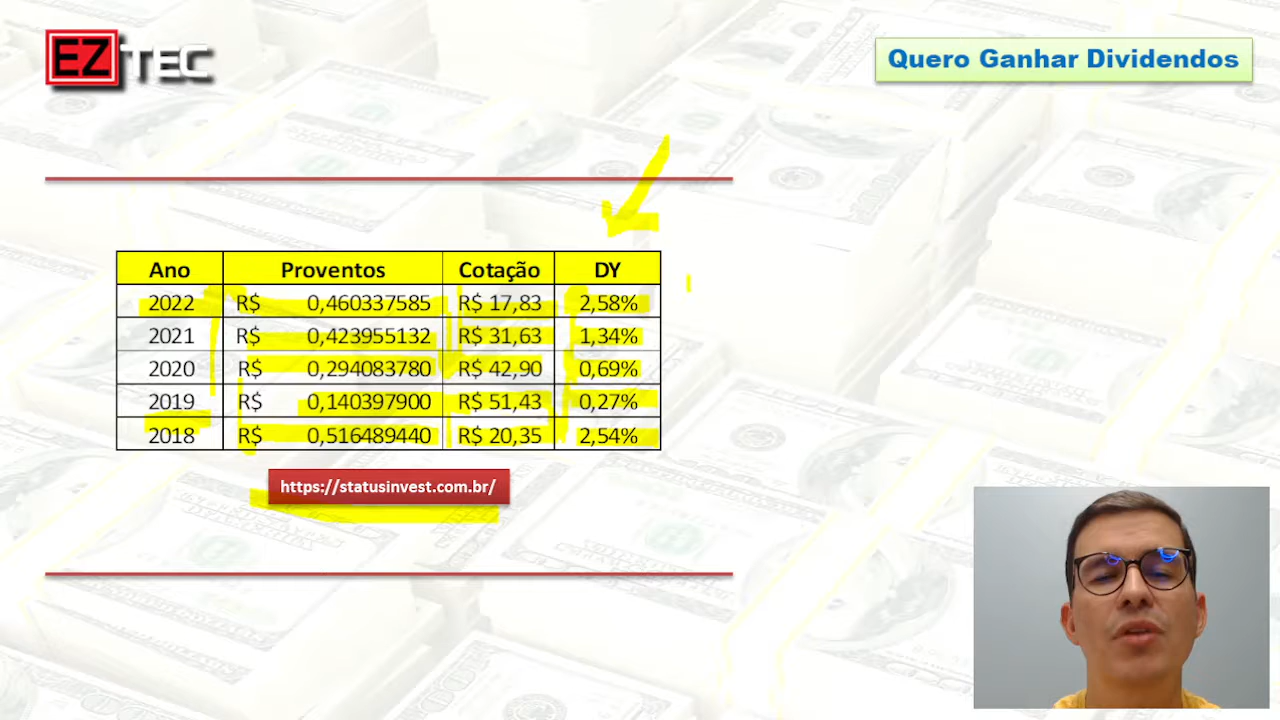 EZTEC
Quero Ganhar Dividendos
Ano Proventos Cotação DY
2022 R$ 0,460337585 R$ 17,83 2,58%
2021 R$ 0,423955132 R$ 31,63 1,34%
2020 R$ 0,294083780 R$ 42,90 0,69%
2019 R$ 0,140397900 R$ 51,43 0,27%
2018 R$ 0,516489440 R$ 20,35 2,54%
https://statusinvest.com.br/